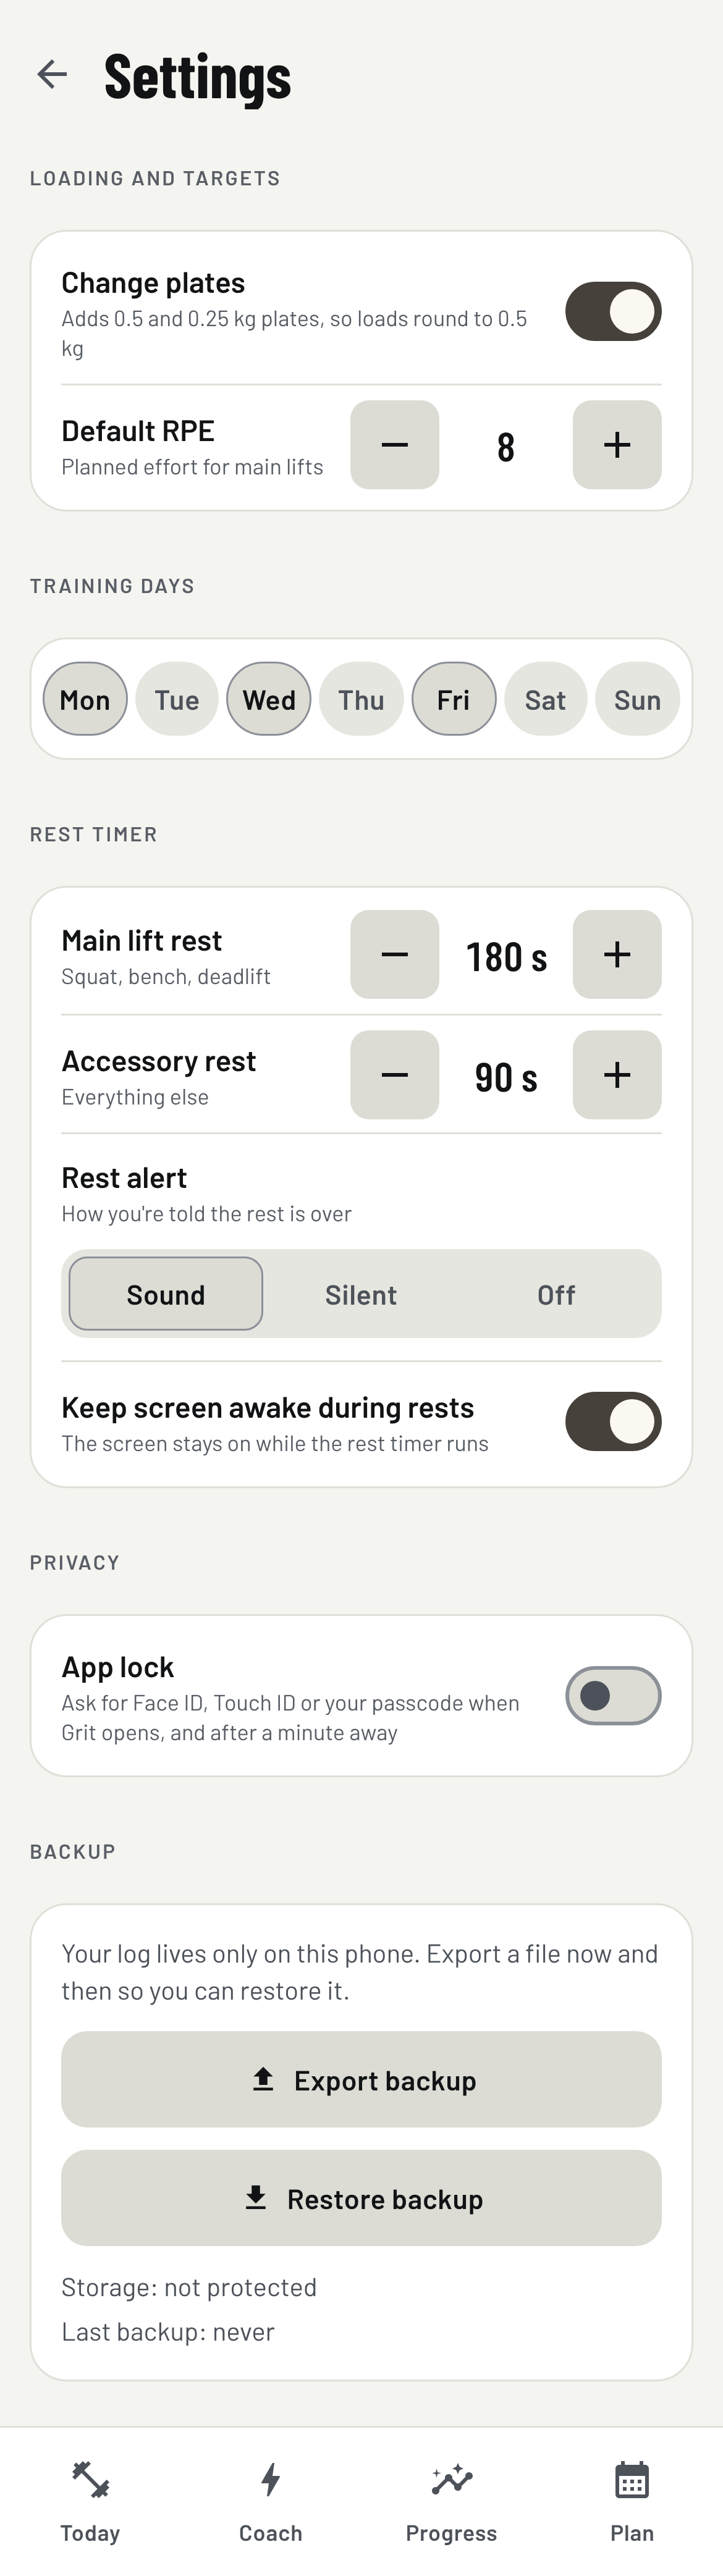 Settings
LOADING AND TARGETS
Change plates
Adds 0.5 and 0.25 kg plates, so loads round to 0.5
kg
Default RPE
Planned effort for main lifts
8
TRAINING DAYS
Mon Tue Wed Thu Fri Sat Sun
REST TIMER
Main lift rest
Squat, bench, deadlift
180 s
Accessory rest
Everything else
90 s
Rest alert
How you're told the rest is over
Sound Silent Off
Keep screen awake during rests
The screen stays on while the rest timer runs
PRIVACY
App lock
Ask for Face ID, Touch ID or your passcode when
Grit opens, and after a minute away
BACKUP
Your log lives only on this phone. Export a file now and
then so you can restore it.
Export backup
Restore backup
Storage: not protected
Last backup: never
Today Coach Progress Plan